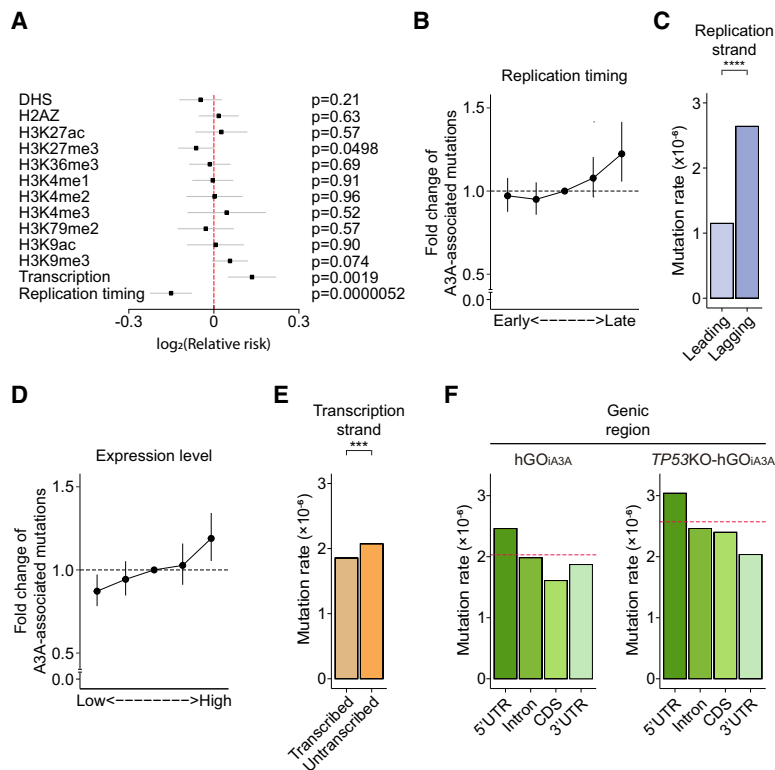 A
DHS p=0.21
H2AZ p=0.63
H3K27ac p=0.57
H3K27me3 p=0.0498
H3K36me3 p=0.69
H3K4me1 p=0.91
H3K4me2 p=0.96
H3K4me3 p=0.52
H3K79me2 p=0.57
H3K9ac p=0.90
H3K9me3 p=0.074
Transcription p=0.0019
Replication timing p=0.0000052
-0.3 0 0.3
log₂(Relative risk)
B
Replication timing
Fold change of
A3A-associated mutations
1.5
1.0
0.5
0.0
Early<------>Late
C
Replication
strand
****
Mutation rate (x10⁻⁶)
3
2
1
0
Leading
Lagging
D
Expression level
Fold change of
A3A-associated mutations
1.5
1.0
0.5
0.0
Low<-------->High
E
Transcription
strand
***
Mutation rate (×10⁻⁶)
3
2
1
0
Transcribed
Untranscribed
F
Genic
region
hGOiA3A
Mutation rate (×10⁻⁶)
3
2
1
0
5'UTR
Intron
CDS
3'UTR
TP53KO-hGOiA3A
Mutation rate (×10⁻⁶)
3
2
1
0
5'UTR
Intron
CDS
3'UTR